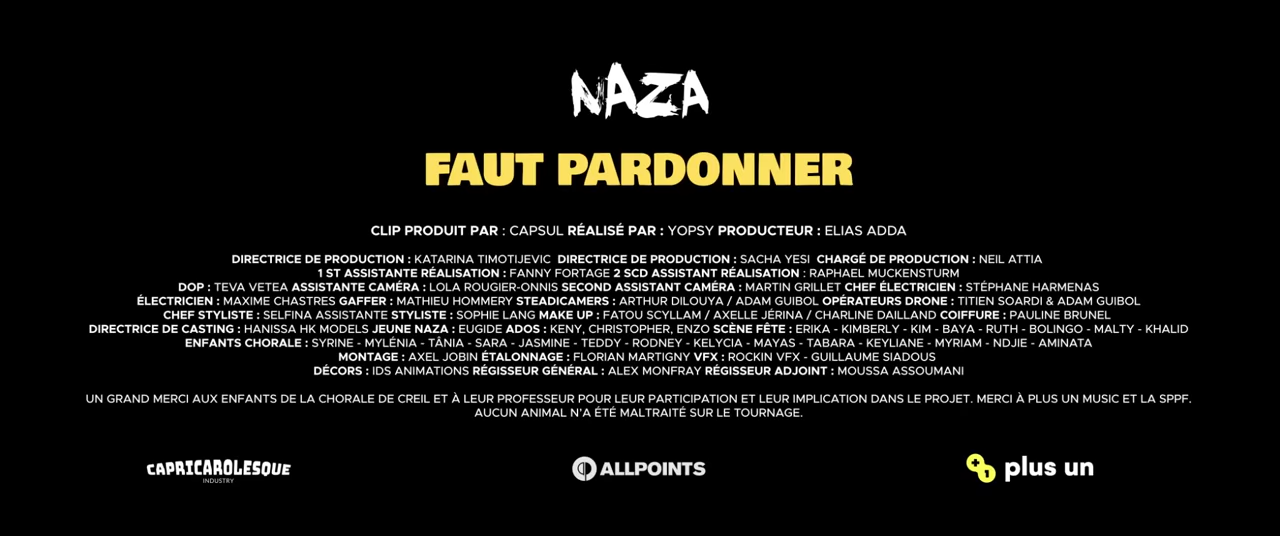 NAZA
FAUT PARDONNER
CLIP PRODUIT PAR : CAPSUL RÉALISÉ PAR : YOPSY PRODUCTEUR : ELIAS ADDA
DIRECTRICE DE PRODUCTION : KATARINA TIMOTIJEVIC DIRECTRICE DE PRODUCTION : SACHA YESI CHARGÉ DE PRODUCTION : NEIL ATTIA
1 ST ASSISTANTE RÉALISATION : FANNY FORTAGE 2 SCD ASSISTANT RÉALISATION : RAPHAEL MUCKENSTURM
DOP : TEVA VETEA ASSISTANTE CAMÉRA : LOLA ROUGIER-ONNIS SECOND ASSISTANT CAMÉRA : MARTIN GRILLET CHEF ÉLECTRICIEN : STÉPHANE HARMENAS
ÉLECTRICIEN : MAXIME CHASTRES GAFFER : MATHIEU HOMMERY STEADICAMERS : ARTHUR DILOUYA / ADAM GUIBOL OPÉRATEURS DRONE : TITIEN SOARDI & ADAM GUIBOL
CHEF STYLISTE : SELFINA ASSISTANTE STYLISTE : SOPHIE LANG MAKE UP : FATOU SCYLLAM / AXELLE JÉRINA / CHARLINE DAILLAND COIFFURE : PAULINE BRUNEL
DIRECTRICE DE CASTING : HANISSA HK MODELS JEUNE NAZA : EUGIDE ADOS : KENY, CHRISTOPHER, ENZO SCÈNE FÊTE : ERIKA - KIMBERLY - KIM - BAYA - RUTH - BOLINGO - MALTY - KHALID
ENFANTS CHORALE : SYRINE - MYLÉNIA - TÂNIA - SARA - JASMINE - TEDDY - RODNEY - KELYCIA - MAYAS - TABARA - KEYLIANE - MYRIAM - NDJIE - AMINATA
MONTAGE : AXEL JOBIN ÉTALONNAGE : FLORIAN MARTIGNY VFX : ROCKIN VFX - GUILLAUME SIADOUS
DÉCORS : IDS ANIMATIONS RÉGISSEUR GÉNÉRAL : ALEX MONFRAY RÉGISSEUR ADJOINT : MOUSSA ASSOUMANI
UN GRAND MERCI AUX ENFANTS DE LA CHORALE DE CREIL ET À LEUR PROFESSEUR POUR LEUR PARTICIPATION ET LEUR IMPLICATION DANS LE PROJET. MERCI À PLUS UN MUSIC ET LA SPPF.
AUCUN ANIMAL N'A ÉTÉ MALTRAITÉ SUR LE TOURNAGE.
CAPRICAROLESQUE
INDUSTRY
ALLPOINTS
+1 plus un